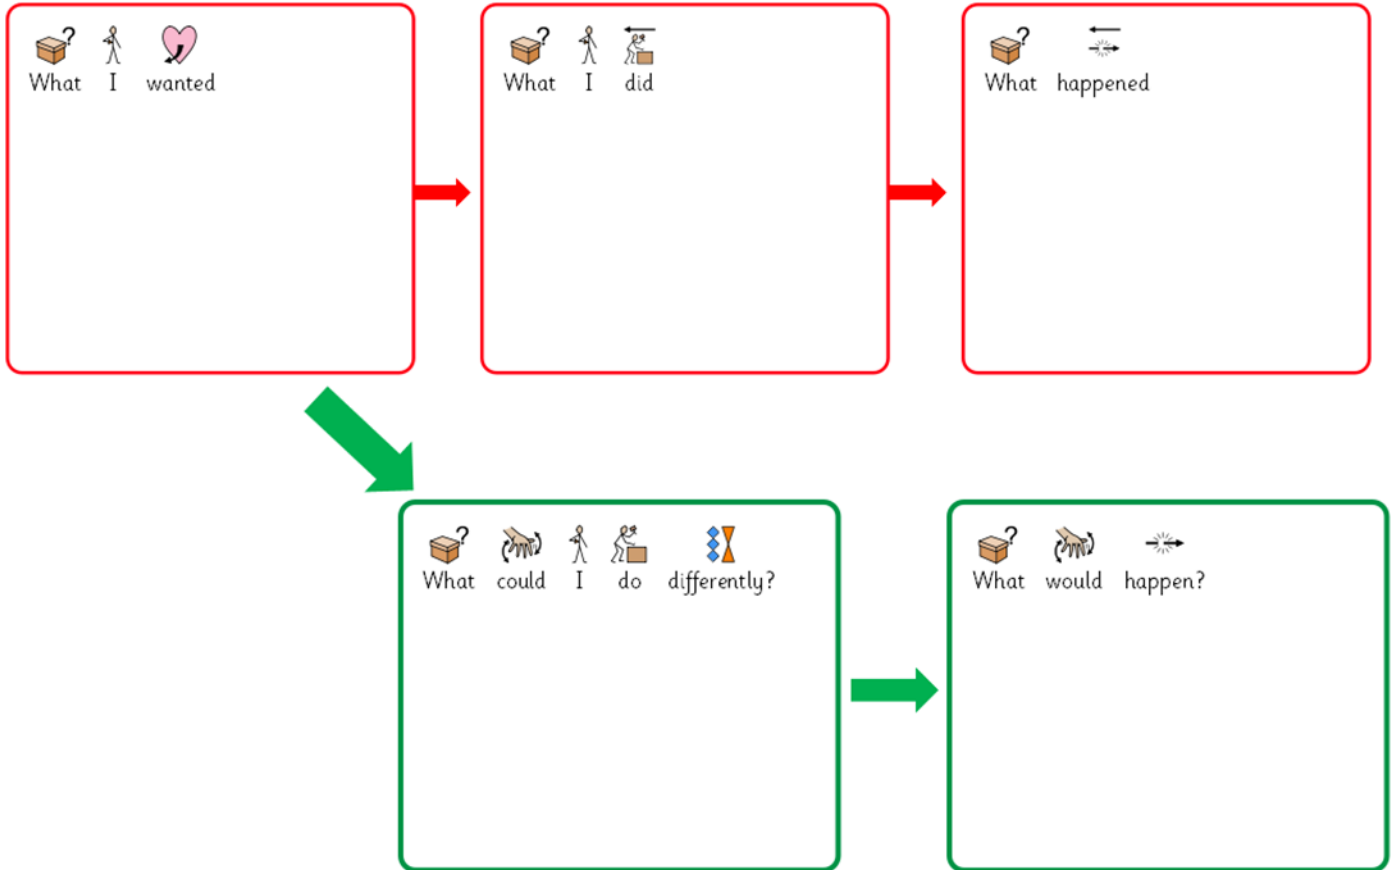 What I wanted
What I did
What happened
What could I do differently?
What would happen?